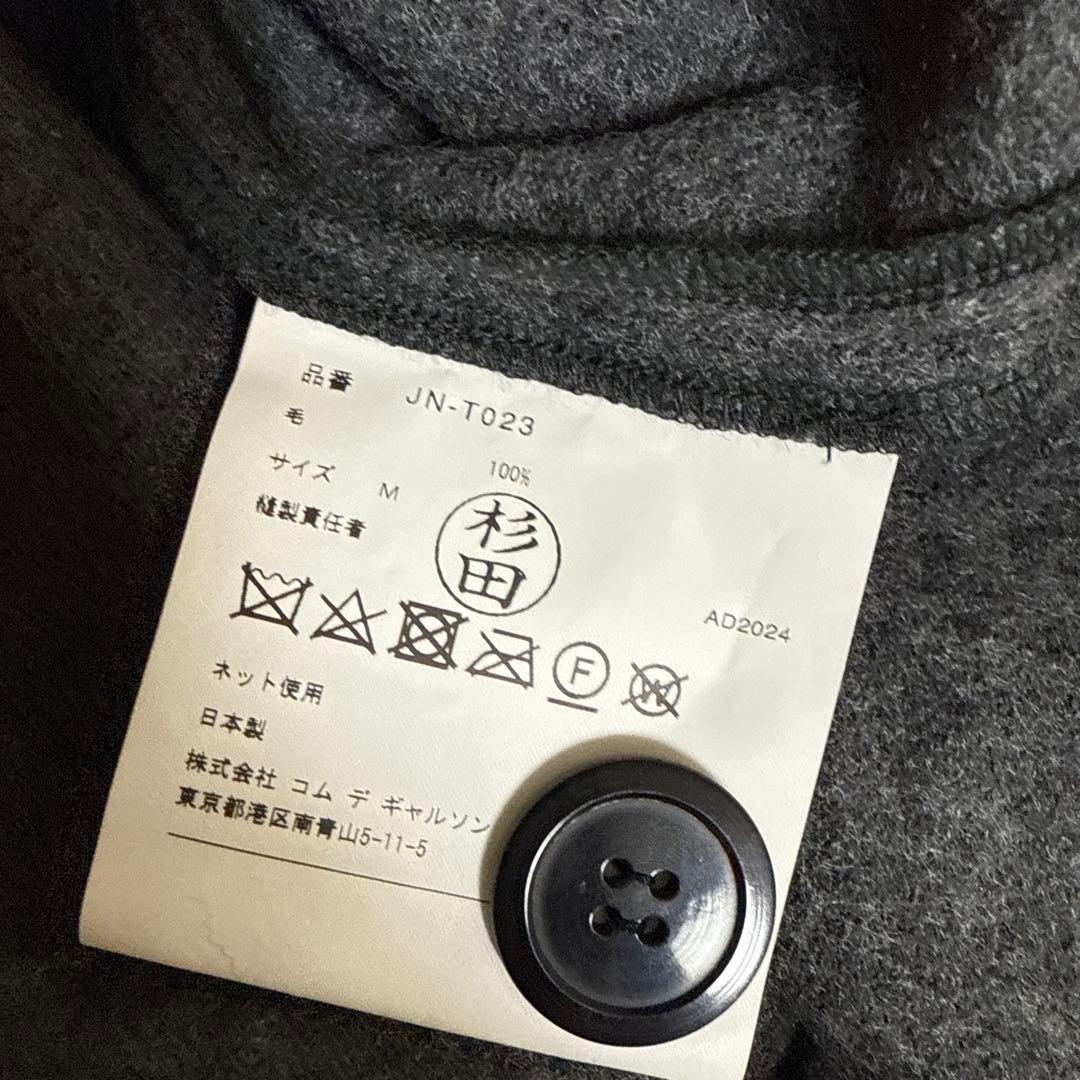 品番 JN-T023
毛 100%
サイズ M
縫製責任者 杉田
F W
AD2024
ネット使用
日本製
株式会社 コム デ ギャルソン
東京都港区南青山5-11-5